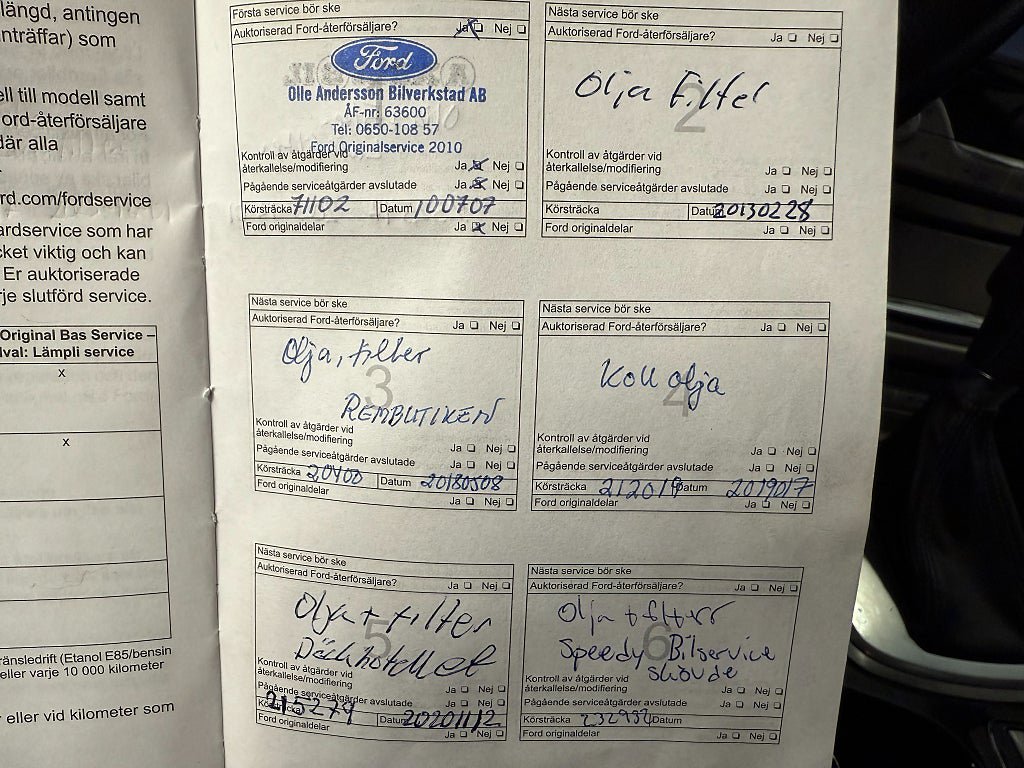 längd, antingen
nträffar) som
ell till modell samt
ord-återförsäljare
där alla
rd.com/fordservice
ardservice som har
cket viktig och kan
Er auktoriserade
rje slutförd service.
Original Bas Service –
lval: Lämpli service
x
x
ränsledrift (Etanol E85/bensin
eller varje 10 000 kilometer
r eller vid kilometer som
Första service bör ske
Auktoriserad Ford-återförsäljare? Ja Nej
Ford
Olle Andersson Bilverkstad AB
ÅF-nr: 63600
Tel: 0650-108 57
Ford Originalservice 2010
Kontroll av åtgärder vid
återkallelse/modifiering Ja Nej
Pågående serviceåtgärder avslutade Ja Nej
Körsträcka 71102 Datum 100707
Ford originaldelar Ja Nej
Nästa service bör ske
Auktoriserad Ford-återförsäljare? Ja Nej
Olja Filter
2
Kontroll av åtgärder vid
återkallelse/modifiering Ja Nej
Pågående serviceåtgärder avslutade Ja Nej
Körsträcka Datum 20130228
Ford originaldelar Ja Nej
Nästa service bör ske
Auktoriserad Ford-återförsäljare? Ja Nej
Olja, filter
3
REMBUTIKEN
Kontroll av åtgärder vid
återkallelse/modifiering Ja Nej
Pågående serviceåtgärder avslutade Ja Nej
Körsträcka 20400 Datum 20180508
Ford originaldelar Ja Nej
Nästa service bör ske
Auktoriserad Ford-återförsäljare? Ja Nej
Koll olja
4
Kontroll av åtgärder vid
återkallelse/modifiering Ja Nej
Pågående serviceåtgärder avslutade Ja Nej
Körsträcka Datum
Ford originaldelar Ja Nej
Nästa service bör ske
Auktoriserad Ford-återförsäljare? Ja Nej
Olja + filter
5
Däckhotellet
Kontroll av åtgärder vid
återkallelse/modifiering Ja Nej
Pågående serviceåtgärder avslutade Ja Nej
Körsträcka 215279 Datum 20201112
Ford originaldelar Ja Nej
Nästa service bör ske
Auktoriserad Ford-återförsäljare? Ja Nej
Olja + filter
6
Speedy Bilservice
skövde
Kontroll av åtgärder vid
återkallelse/modifiering Ja Nej
Pågående serviceåtgärder avslutade Ja Nej
Körsträcka Datum
Ford originaldelar Ja Nej